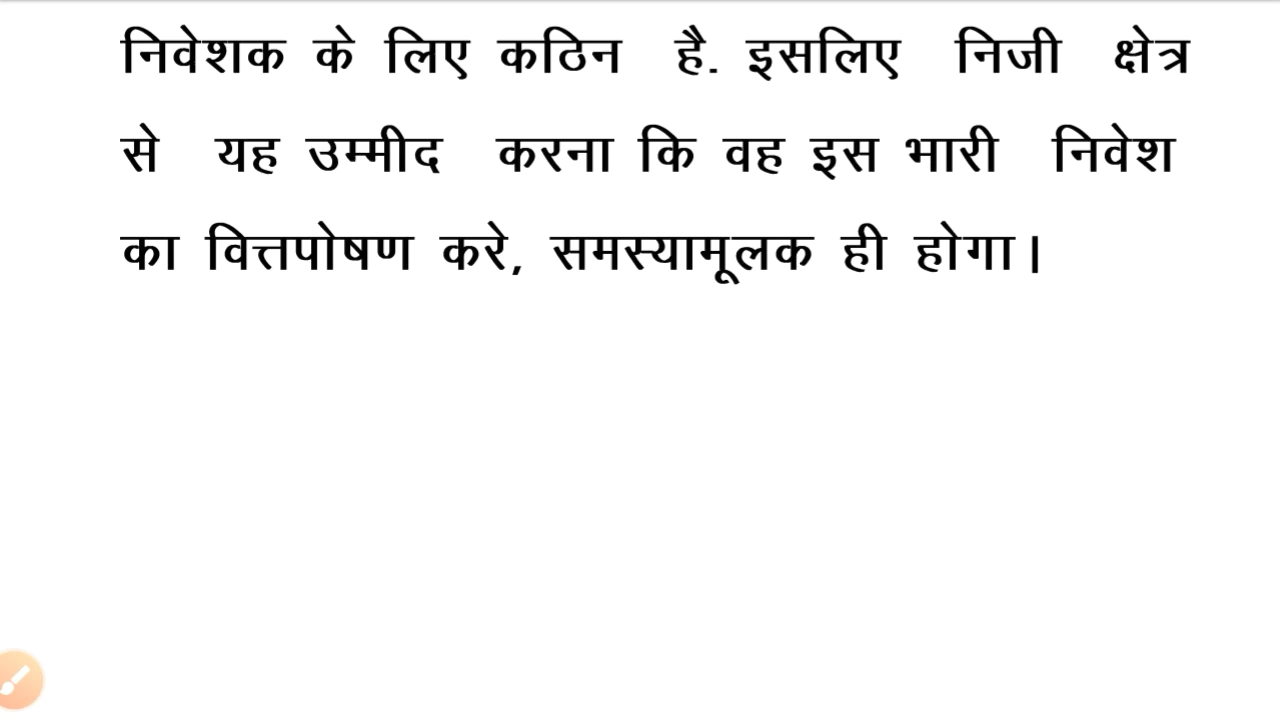 निवेशक के लिए कठिन है. इसलिए निजी क्षेत्र
से यह उम्मीद करना कि वह इस भारी निवेश
का वित्तपोषण करे, समस्यामूलक ही होगा।